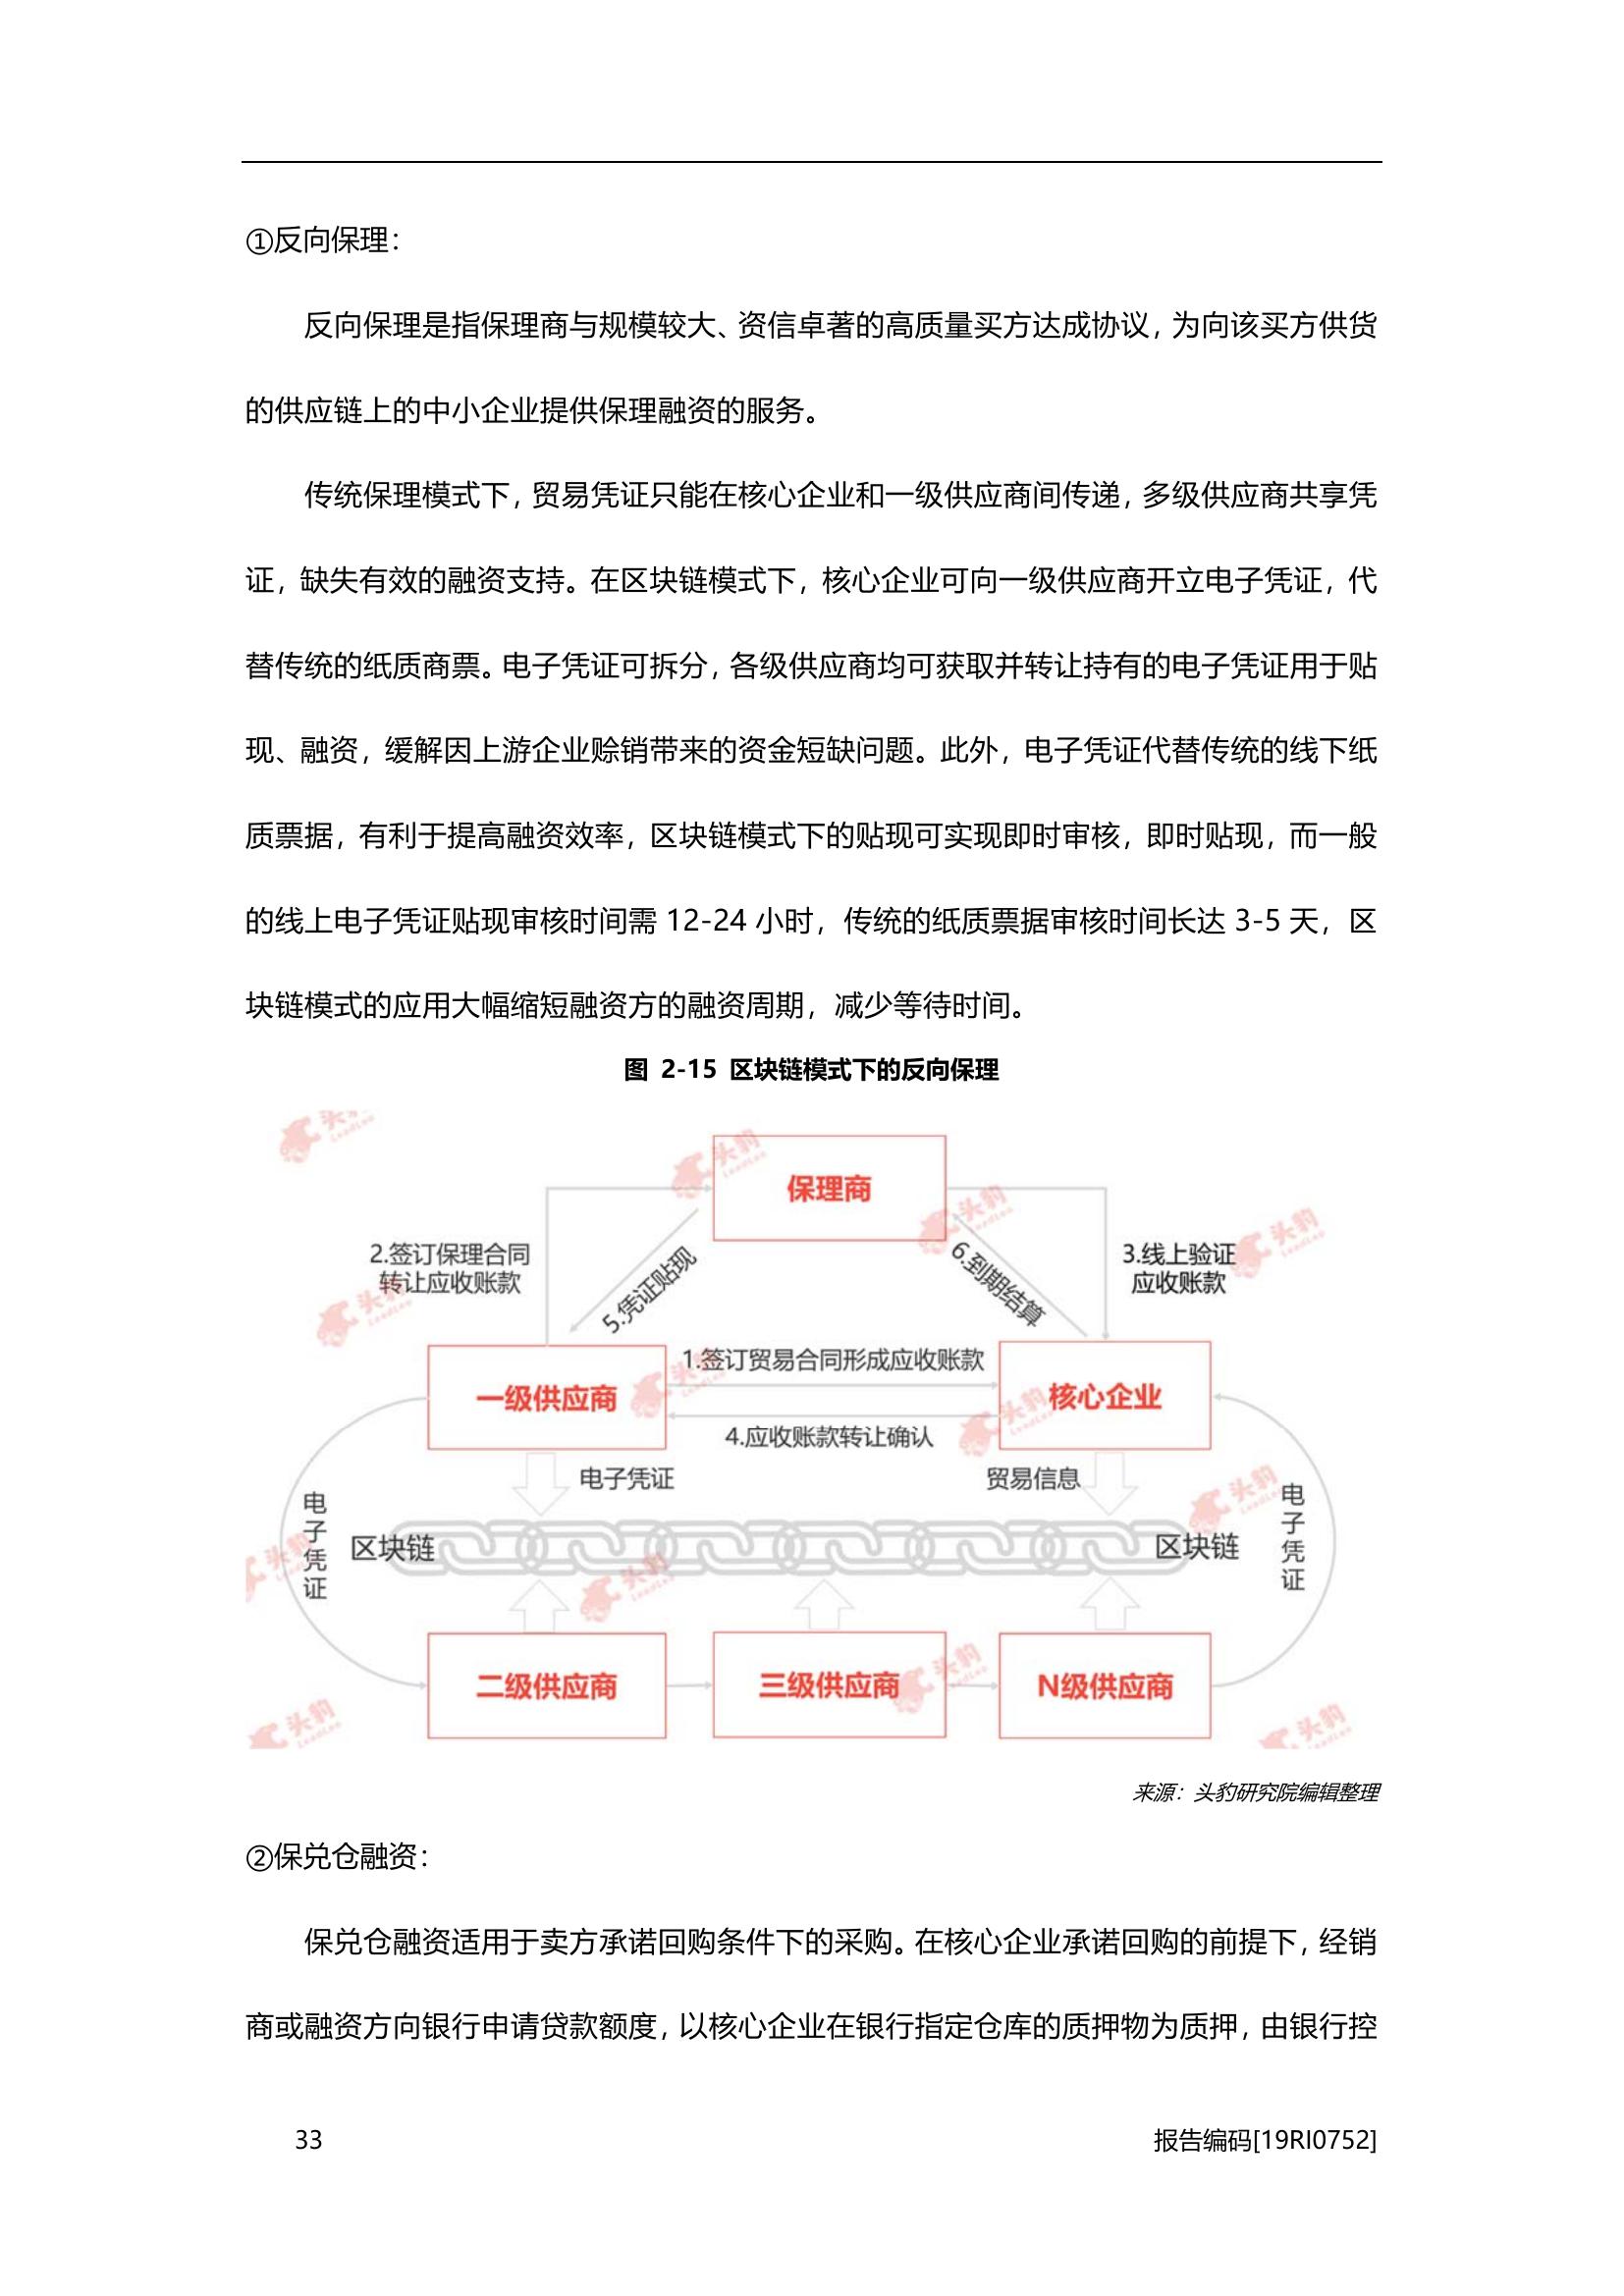 ①反向保理：
反向保理是指保理商与规模较大、资信卓著的高质量买方达成协议，为向该买方供货
的供应链上的中小企业提供保理融资的服务。
传统保理模式下，贸易凭证只能在核心企业和一级供应商间传递，多级供应商共享凭
证，缺失有效的融资支持。在区块链模式下，核心企业可向一级供应商开立电子凭证，代
替传统的纸质商票。电子凭证可拆分，各级供应商均可获取并转让持有的电子凭证用于贴
现、融资，缓解因上游企业赊销带来的资金短缺问题。此外，电子凭证代替传统的线下纸
质票据，有利于提高融资效率，区块链模式下的贴现可实现即时审核，即时贴现，而一般
的线上电子凭证贴现审核时间需 12-24 小时，传统的纸质票据审核时间长达 3-5 天，区
块链模式的应用大幅缩短融资方的融资周期，减少等待时间。
图 2-15 区块链模式下的反向保理
保理商
2.签订保理合同
转让应收账款
5.凭证贴现
6.到期结算
3.线上验证
应收账款
1.签订贸易合同形成应收账款
一级供应商
核心企业
4.应收账款转让确认
电子凭证
贸易信息
电子凭证
区块链
区块链
电子凭证
二级供应商
三级供应商
N级供应商
头豹
LeadLeo
来源：头豹研究院编辑整理
②保兑仓融资：
保兑仓融资适用于卖方承诺回购条件下的采购。在核心企业承诺回购的前提下，经销
商或融资方向银行申请贷款额度，以核心企业在银行指定仓库的质押物为质押，由银行控
33
报告编码[19RI0752]